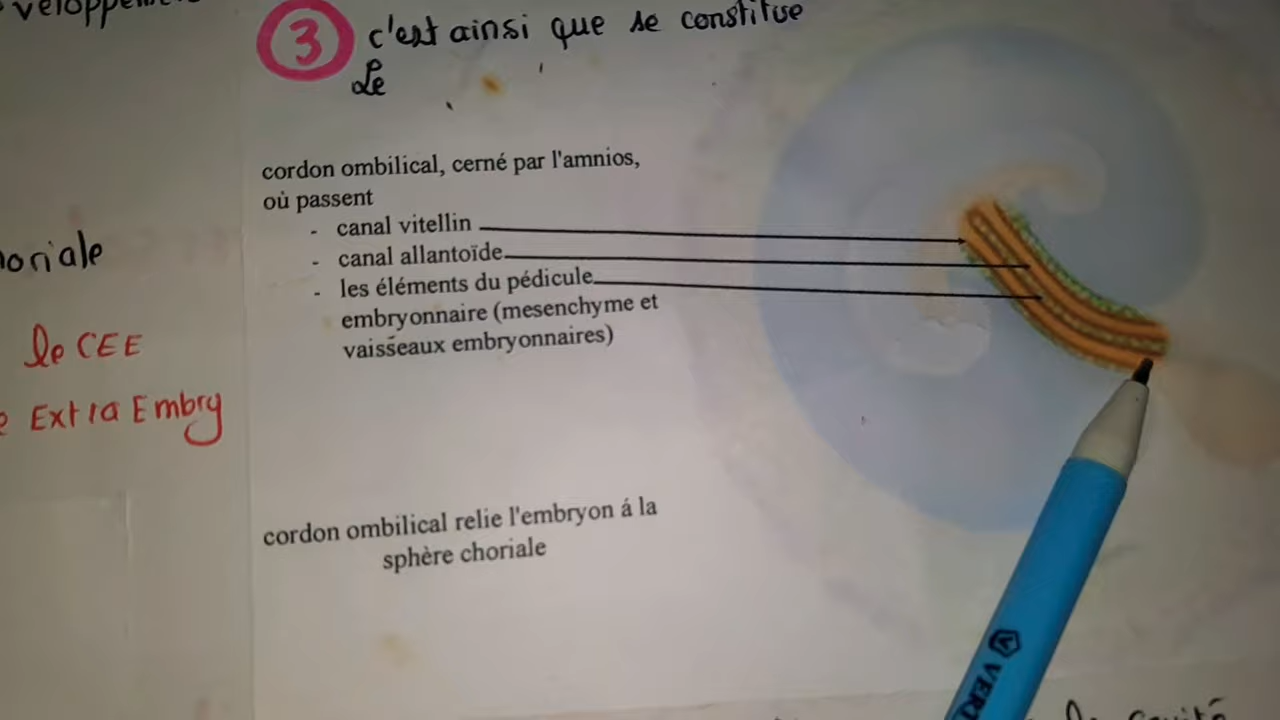 3 c'est ainsi que se constitue
Le
cordon ombilical, cerné par l'amnios,
où passent
- canal vitellin
- canal allantoïde
- les éléments du pédicule
embryonnaire (mesenchyme et
vaisseaux embryonnaires)
cordon ombilical relie l'embryon á la
sphère choriale
oriale
le CEE
Extra Embry
VERT